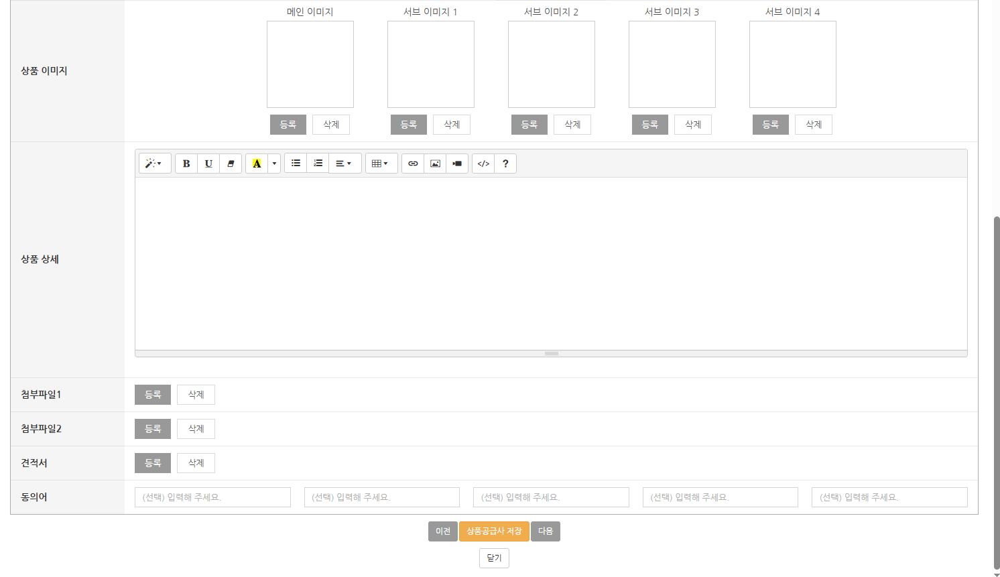 메인 이미지 서브 이미지 1 서브 이미지 2 서브 이미지 3 서브 이미지 4
상품 이미지
등록 삭제 등록 삭제 등록 삭제 등록 삭제 등록 삭제
B U A </> ?
상품 상세
첨부파일1 등록 삭제
첨부파일2 등록 삭제
견적서 등록 삭제
동의어 (선택) 입력해 주세요. (선택) 입력해 주세요. (선택) 입력해 주세요. (선택) 입력해 주세요. (선택) 입력해 주세요.
이전 상품공급사 저장 다음
닫기